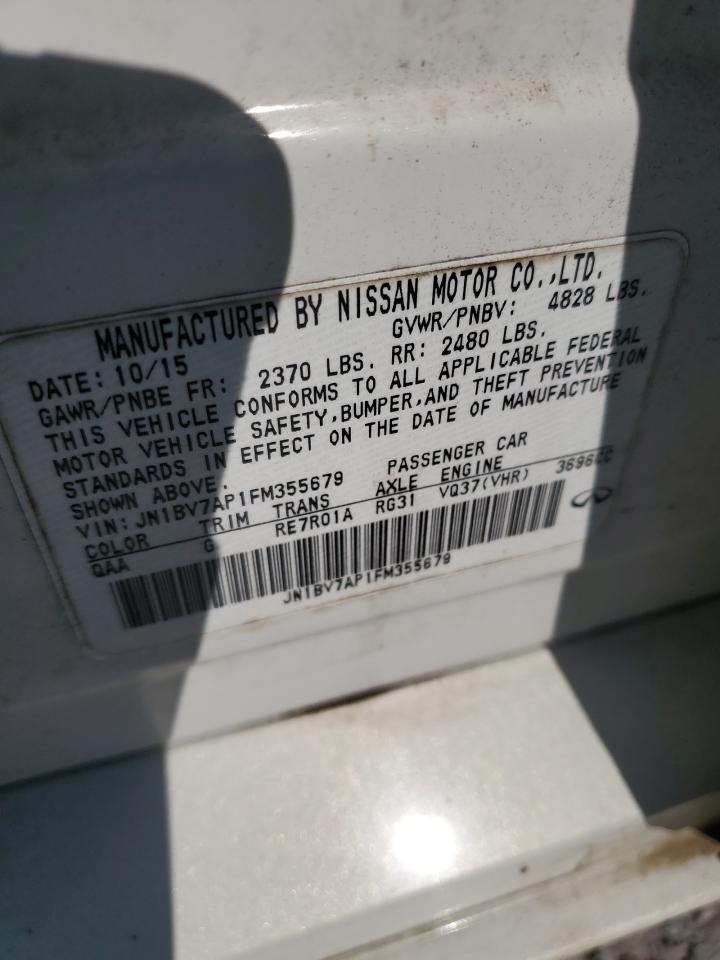 MANUFACTURED BY NISSAN MOTOR CO.,LTD.
DATE: 10/15 GVWR/PNBV: 4828 LBS.
GAWR/PNBE FR: 2370 LBS. RR: 2480 LBS.
THIS VEHICLE CONFORMS TO ALL APPLICABLE FEDERAL
MOTOR VEHICLE SAFETY,BUMPER,AND THEFT PREVENTION
STANDARDS IN EFFECT ON THE DATE OF MANUFACTURE
SHOWN ABOVE.
VIN: JN1BV7AP1FM355679 PASSENGER CAR
COLOR TRIM TRANS AXLE ENGINE 3696CC
QAA G RE7R01A RG31 VQ37(VHR)
JN1BV7AP1FM355679